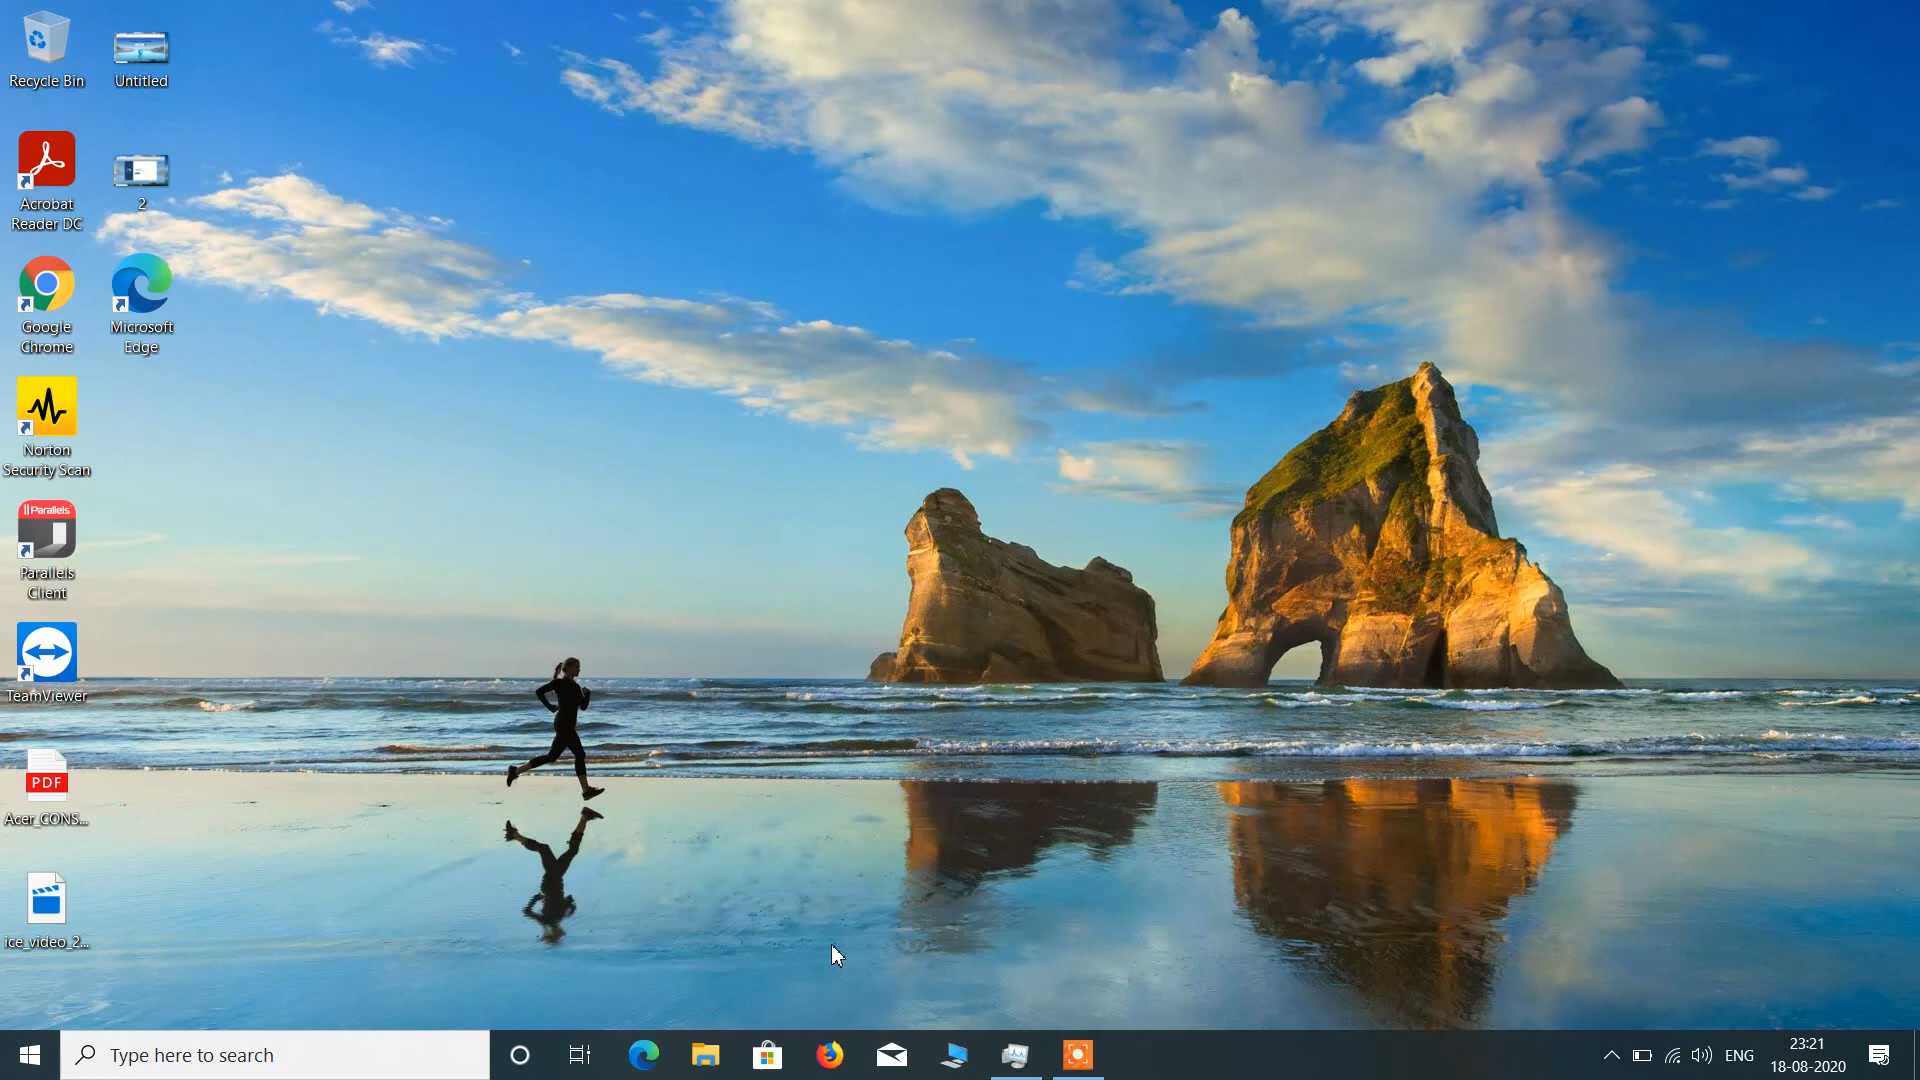 Recycle Bin
Untitled
Acrobat
Reader DC
2
Google
Chrome
Microsoft
Edge
Norton
Security Scan
Parallels
Parallels
Client
TeamViewer
PDF
Acer_CONS...
ice_video_2...
Type here to search
ENG
23:21
18-08-2020